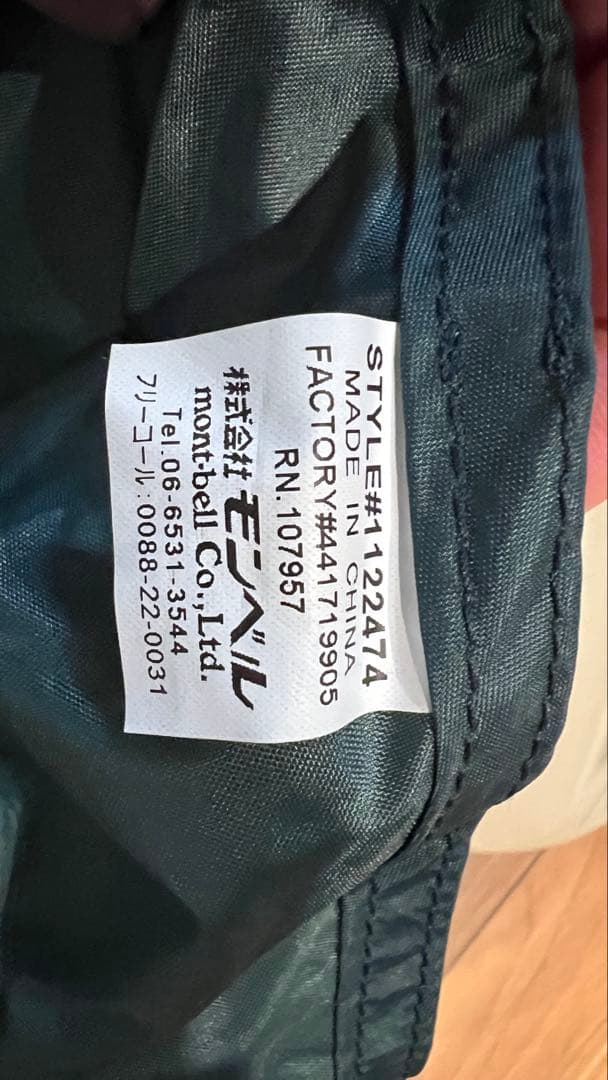 STYLE#1122474
MADE IN CHINA
FACTORY#441719905
RN.107957
株式会社モンベル
mont-bell Co.,Ltd.
Tel.06-6531-3544
フリーコール:0088-22-0031